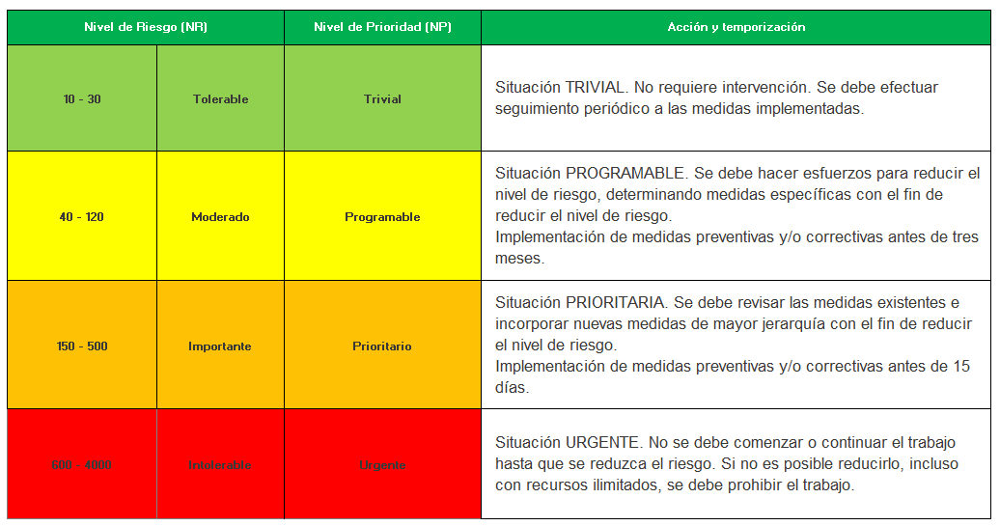 Nivel de Riesgo (NR) Nivel de Prioridad (NP) Acción y temporización
10 - 30 Tolerable Trivial
Situación TRIVIAL. No requiere intervención. Se debe efectuar
seguimiento periódico a las medidas implementadas.
40 - 120 Moderado Programable
Situación PROGRAMABLE. Se debe hacer esfuerzos para reducir el
nivel de riesgo, determinando medidas específicas con el fin de
reducir el nivel de riesgo.
Implementación de medidas preventivas y/o correctivas antes de tres
meses.
150 - 500 Importante Prioritario
Situación PRIORITARIA. Se debe revisar las medidas existentes e
incorporar nuevas medidas de mayor jerarquía con el fin de reducir
el nivel de riesgo.
Implementación de medidas preventivas y/o correctivas antes de 15
días.
600 - 4000 Intolerable Urgente
Situación URGENTE. No se debe comenzar o continuar el trabajo
hasta que se reduzca el riesgo. Si no es posible reducirlo, incluso
con recursos ilimitados, se debe prohibir el trabajo.